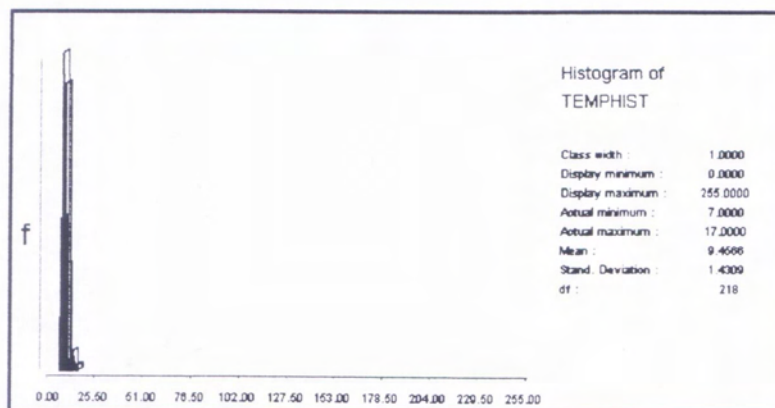 Histogram of
TEMPHIST
Class width : 1.0000
Display minimum : 0.0000
Display maximum : 255.0000
Actual minimum : 7.0000
Actual maximum : 17.0000
Mean : 9.4566
Stand. Deviation : 1.4309
df : 218
f
0.00 25.50 51.00 76.50 102.00 127.50 153.00 178.50 204.00 229.50 255.00